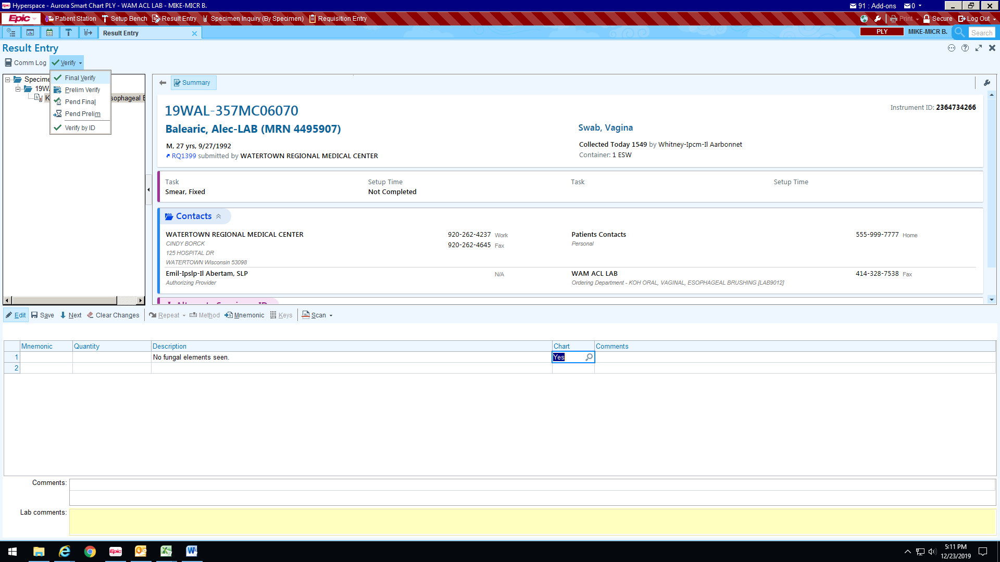 Epic Hyperspace - Aurora Smart Chart PLY - WAM ACL LAB - MIKE-MICR B.
91 : Add-ons 0
Epic Patient Station Setup Bench Result Entry Specimen Inquiry (By Specimen) Requisition Entry Print Secure Log Out
Result Entry
PLY MIKE-MICR B. Search
Result Entry
Comm Log Verify
Final Verify
Prelim Verify
Pend Final
Pend Prelim
Verify by ID
Specime
19WA
K
sophageal B
Summary
19WAL-357MC06070
Instrument ID: 2364734266
Balearic, Alec-LAB (MRN 4495907)
Swab, Vagina
M, 27 yrs, 9/27/1992
Collected Today 1549 by Whitney-Ipcm-Il Aarbonnet
RQ1399 submitted by WATERTOWN REGIONAL MEDICAL CENTER
Container: 1 ESW
Task Setup Time Task Setup Time
Smear, Fixed Not Completed
Contacts
WATERTOWN REGIONAL MEDICAL CENTER 920-262-4237 Work Patients Contacts 555-999-7777 Home
CINDY BORCK 920-262-4645 Fax Personal
125 HOSPITAL DR
WATERTOWN Wisconsin 53098
Emil-Ipslp-Il Abertam, SLP N/A WAM ACL LAB 414-328-7538 Fax
Authorizing Provider Ordering Department - KOH ORAL, VAGINAL, ESOPHAGEAL BRUSHING [LAB9012]
Edit Save Next Clear Changes Repeat Method Mnemonic Keys Scan
Mnemonic Quantity Description Chart Comments
1 No fungal elements seen. Yes
2
Comments:
Lab comments:
Epic
5:11 PM
12/23/2019